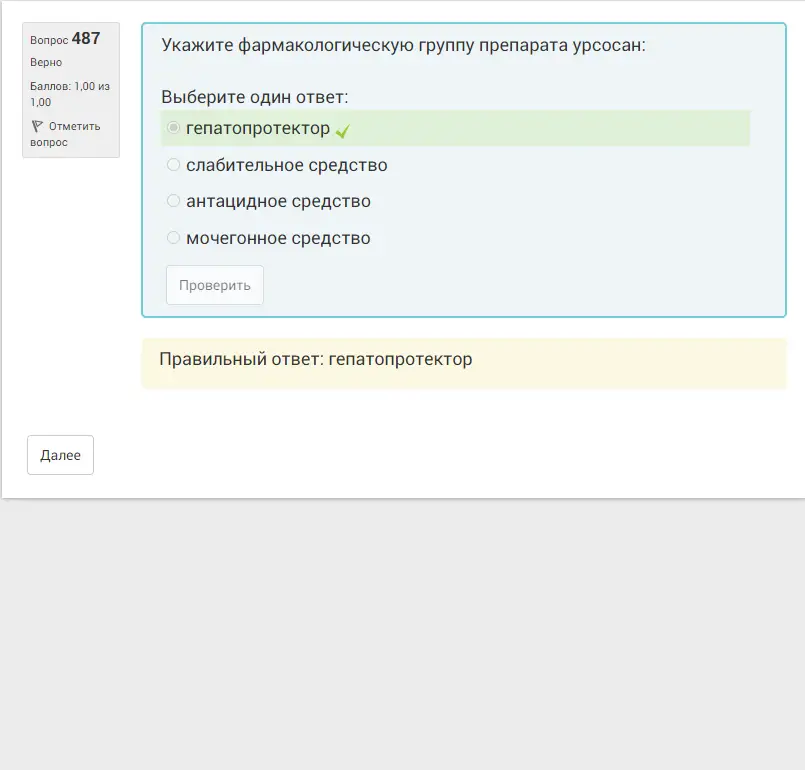 Вопрос 487
Верно
Баллов: 1,00 из
1,00
Отметить
вопрос
Укажите фармакологическую группу препарата урсосан:
Выберите один ответ:
гепатопротектор
слабительное средство
антацидное средство
мочегонное средство
Проверить
Правильный ответ: гепатопротектор
Далее